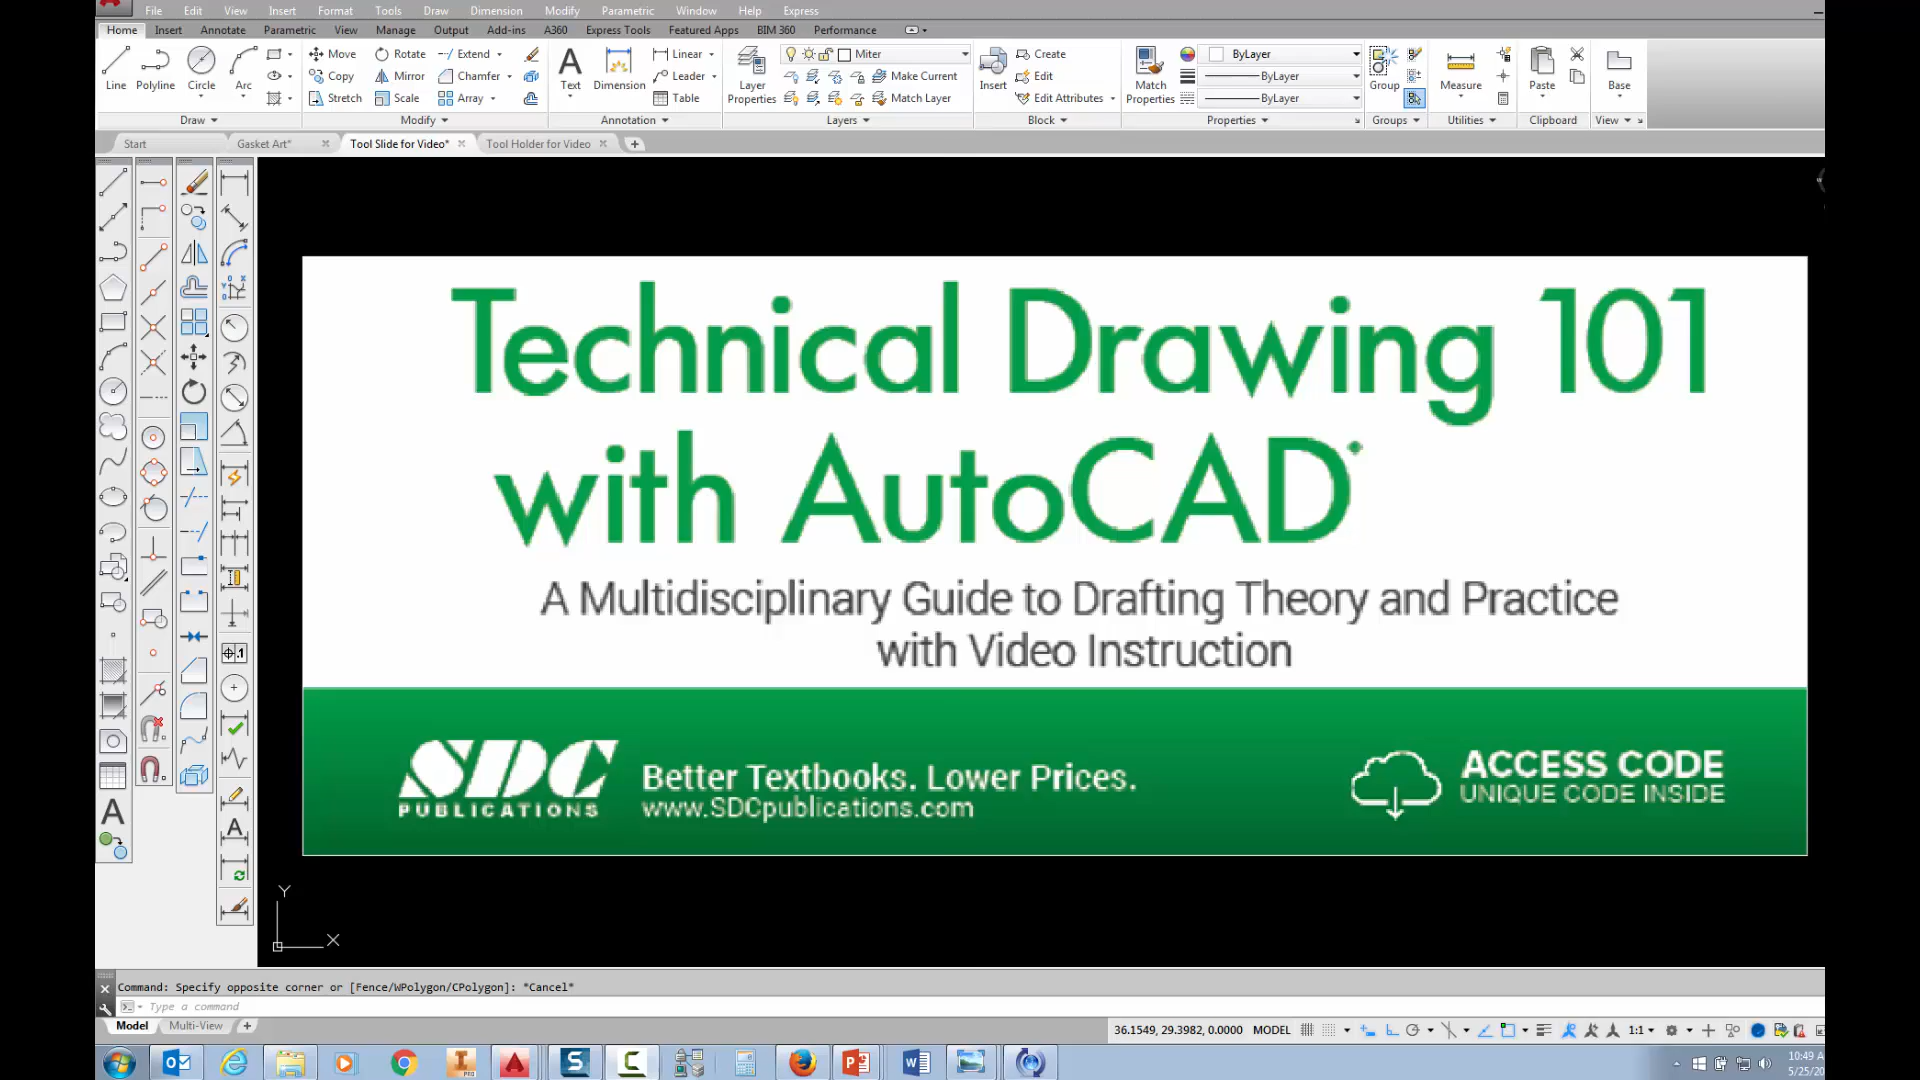 File Edit View Insert Format Tools Draw Dimension Modify Parametric Window Help Express
Home Insert Annotate Parametric View Manage Output Add-ins A360 Express Tools Featured Apps BIM 360 Performance
Line Polyline Circle Arc
Move Rotate Extend
Copy Mirror Chamfer
Stretch Scale Array
Text Dimension
Linear
Leader
Table
Layer Properties
Miter
Make Current
Match Layer
Insert
Create
Edit
Edit Attributes
Match Properties
ByLayer
ByLayer
ByLayer
Group
Measure
Paste
Base
Draw Modify Annotation Layers Block Properties Groups Utilities Clipboard View
Start Gasket Art* Tool Slide for Video* Tool Holder for Video
Technical Drawing 101
with AutoCAD
A Multidisciplinary Guide to Drafting Theory and Practice
with Video Instruction
SDC
PUBLICATIONS
Better Textbooks. Lower Prices.
www.SDCpublications.com
ACCESS CODE
UNIQUE CODE INSIDE
Y
X
Command: Specify opposite corner or [Fence/WPolygon/CPolygon]: *Cancel*
Type a command
Model Multi-View
36.1549, 29.3982, 0.0000 MODEL 1:1
10:49 A
5/25/20